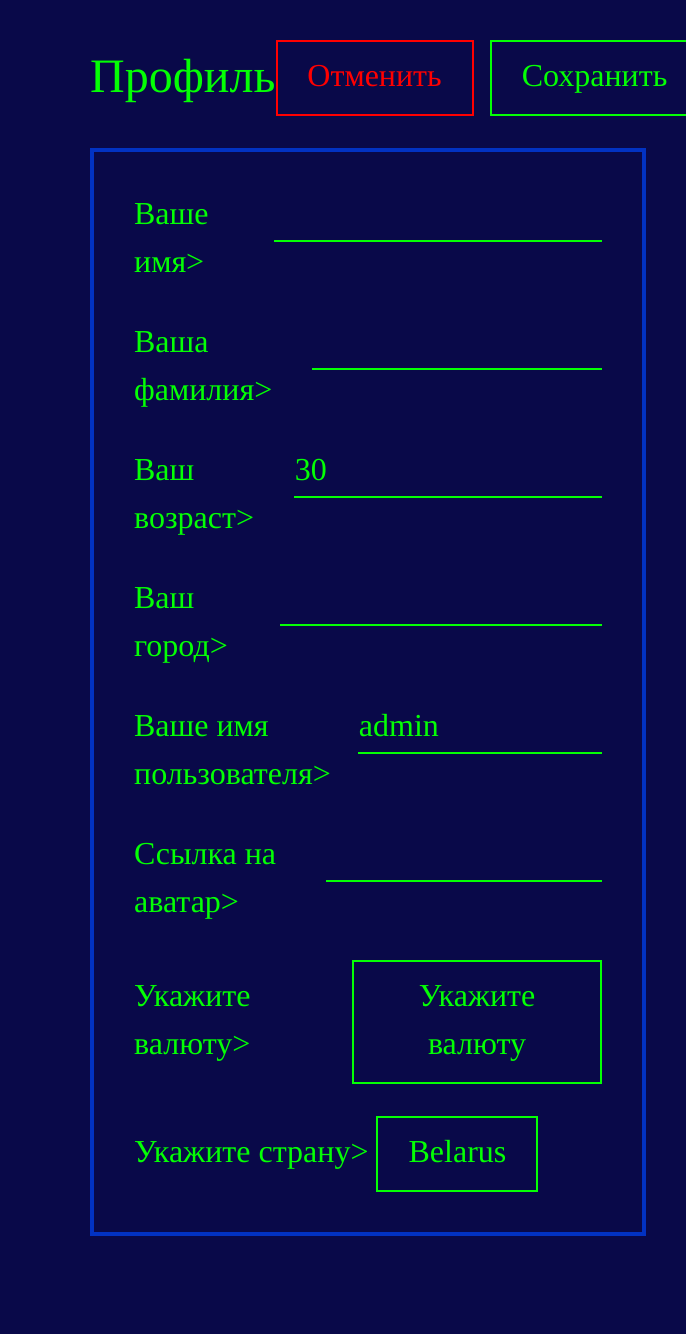 Профиль Отменить Сохранить
Ваше
имя>
Ваша
фамилия>
Ваш 30
возраст>
Ваш
город>
Ваше имя admin
пользователя>
Ссылка на
аватар>
Укажите Укажите
валюту> валюту
Укажите страну> Belarus